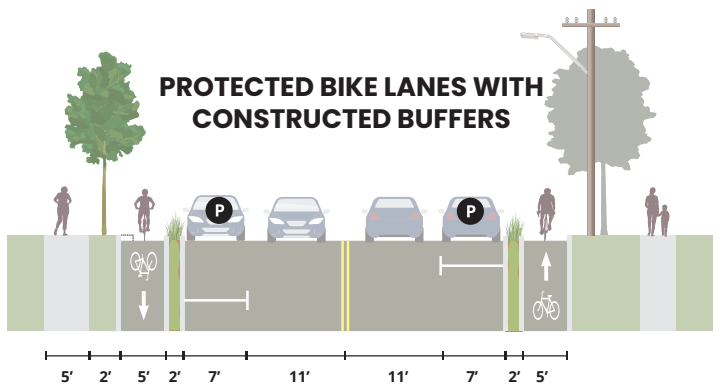 PROTECTED BIKE LANES WITH
CONSTRUCTED BUFFERS
P
P
5’ 2’ 5’ 2’ 7’ 11’ 11’ 7’ 2’ 5’